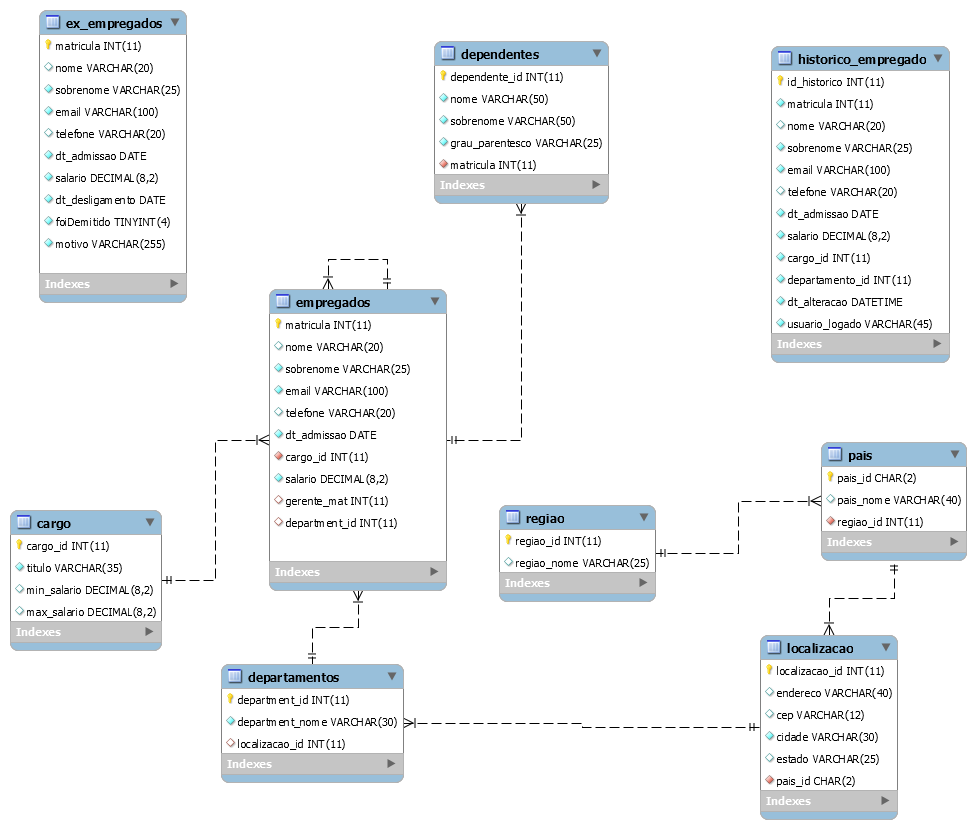 ex_empregados
matricula INT(11)
nome VARCHAR(20)
sobrenome VARCHAR(25)
email VARCHAR(100)
telefone VARCHAR(20)
dt_admissao DATE
salario DECIMAL(8,2)
dt_desligamento DATE
foiDemitido TINYINT(4)
motivo VARCHAR(255)
Indexes
dependentes
dependente_id INT(11)
nome VARCHAR(50)
sobrenome VARCHAR(50)
grau_parentesco VARCHAR(25)
matricula INT(11)
Indexes
historico_empregado
id_historico INT(11)
matricula INT(11)
nome VARCHAR(20)
sobrenome VARCHAR(25)
email VARCHAR(100)
telefone VARCHAR(20)
dt_admissao DATE
salario DECIMAL(8,2)
cargo_id INT(11)
departamento_id INT(11)
dt_alteracao DATETIME
usuario_logado VARCHAR(45)
Indexes
empregados
matricula INT(11)
nome VARCHAR(20)
sobrenome VARCHAR(25)
email VARCHAR(100)
telefone VARCHAR(20)
dt_admissao DATE
cargo_id INT(11)
salario DECIMAL(8,2)
gerente_mat INT(11)
department_id INT(11)
Indexes
cargo
cargo_id INT(11)
titulo VARCHAR(35)
min_salario DECIMAL(8,2)
max_salario DECIMAL(8,2)
Indexes
regiao
regiao_id INT(11)
regiao_nome VARCHAR(25)
Indexes
pais
pais_id CHAR(2)
pais_nome VARCHAR(40)
regiao_id INT(11)
Indexes
departamentos
department_id INT(11)
department_nome VARCHAR(30)
localizacao_id INT(11)
Indexes
localizacao
localizacao_id INT(11)
endereco VARCHAR(40)
cep VARCHAR(12)
cidade VARCHAR(30)
estado VARCHAR(25)
pais_id CHAR(2)
Indexes